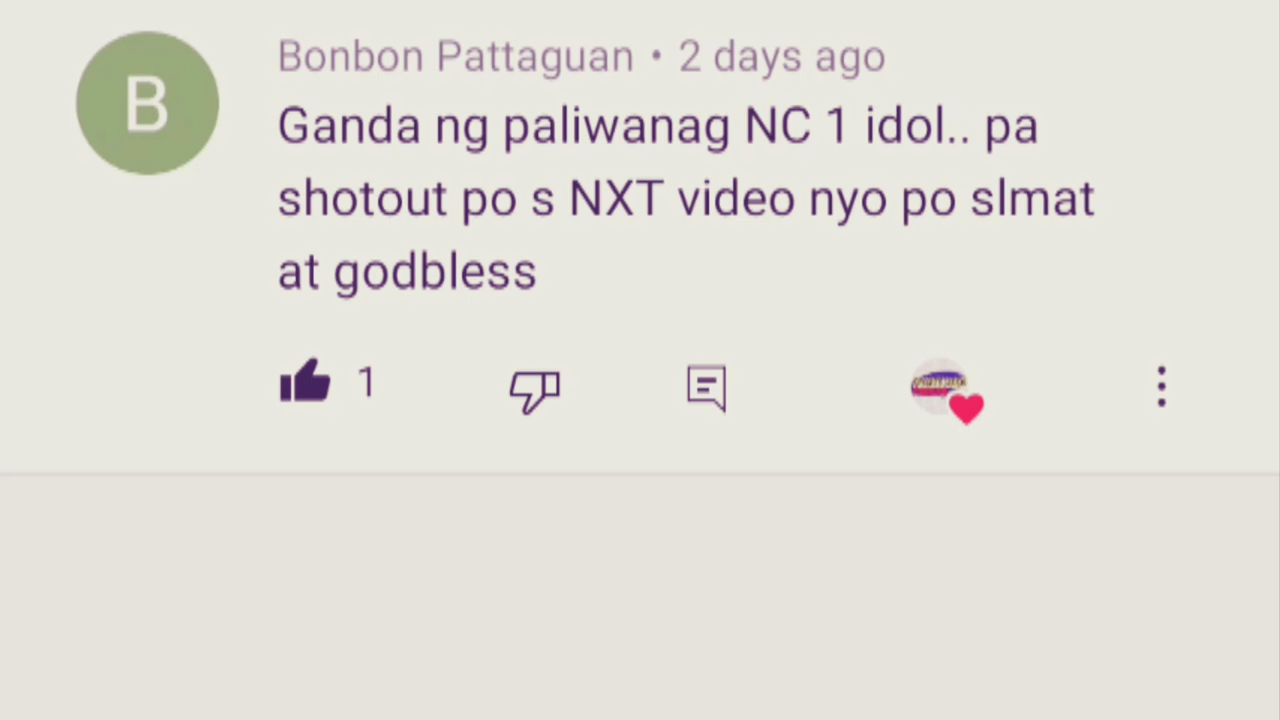 B
Bonbon Pattaguan • 2 days ago
Ganda ng paliwanag NC 1 idol.. pa
shotout po s NXT video nyo po slmat
at godbless
1